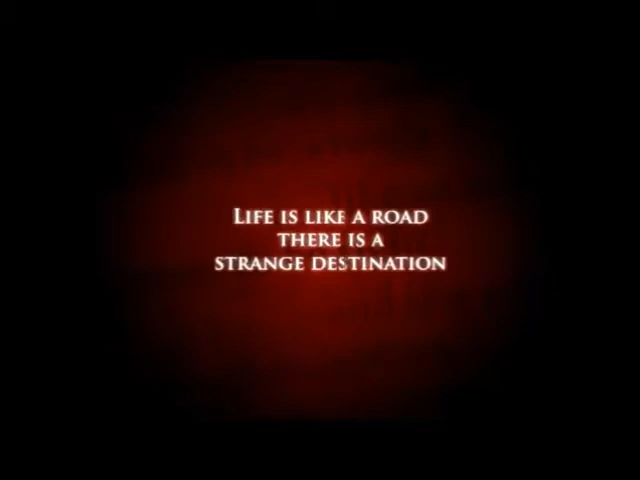 Life is like a road
there is a
strange destination